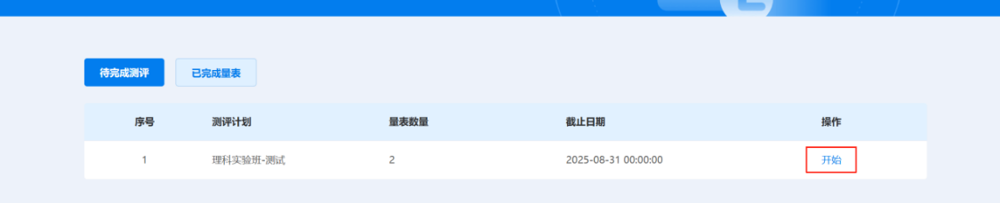 待完成测评 已完成量表
序号 测评计划 量表数量 截止日期 操作
1 理科实验班-测试 2 2025-08-31 00:00:00 开始